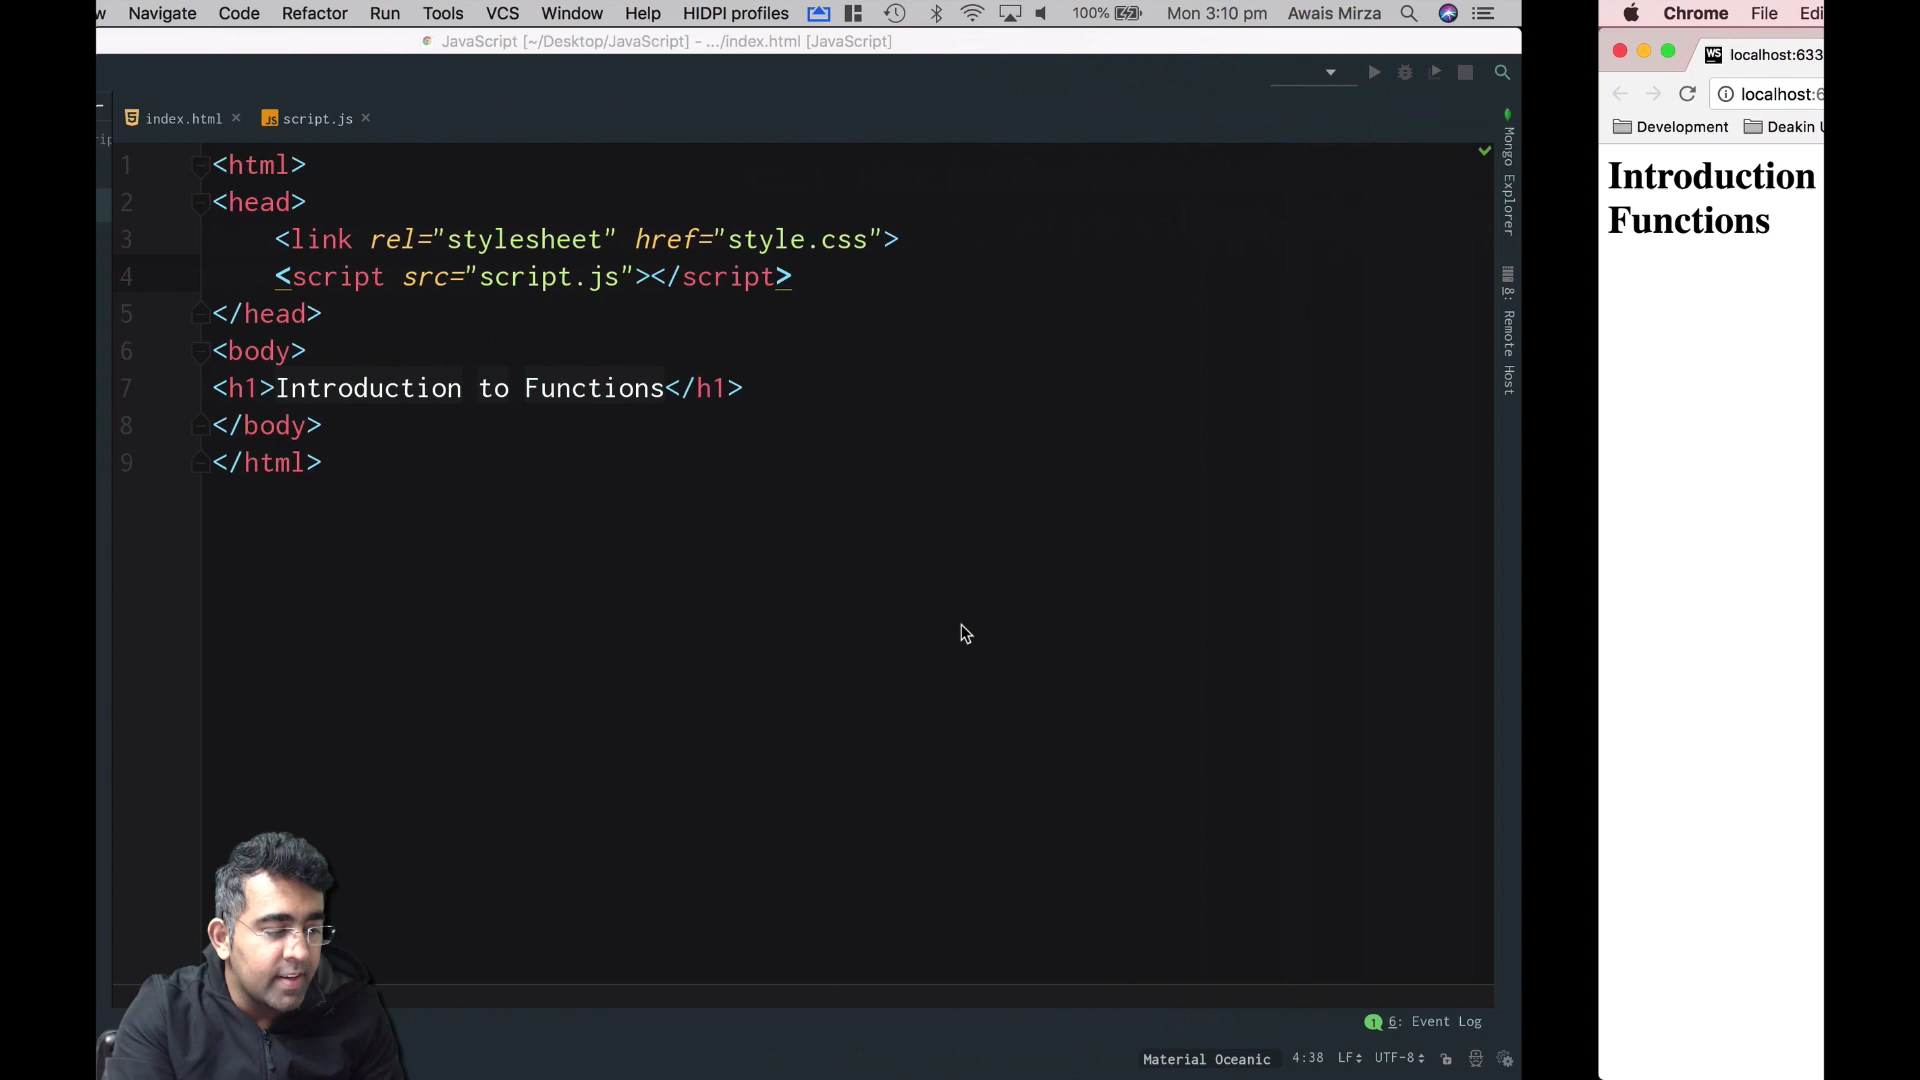 w Navigate Code Refactor Run Tools VCS Window Help HIDPI profiles 100% Mon 3:10 pm Awais Mirza
JavaScript [~/Desktop/JavaScript] - .../index.html [JavaScript]
index.html script.js
1 <html>
2 <head>
3 <link rel="stylesheet" href="style.css">
4 <script src="script.js"></script>
5 </head>
6 <body>
7 <h1>Introduction to Functions</h1>
8 </body>
9 </html>
Mongo Explorer
8: Remote Host
1 6: Event Log
Material Oceanic 4:38 LF UTF-8
Chrome File Edi
WS localhost:633
localhost:6
Development Deakin U
Introduction
Functions